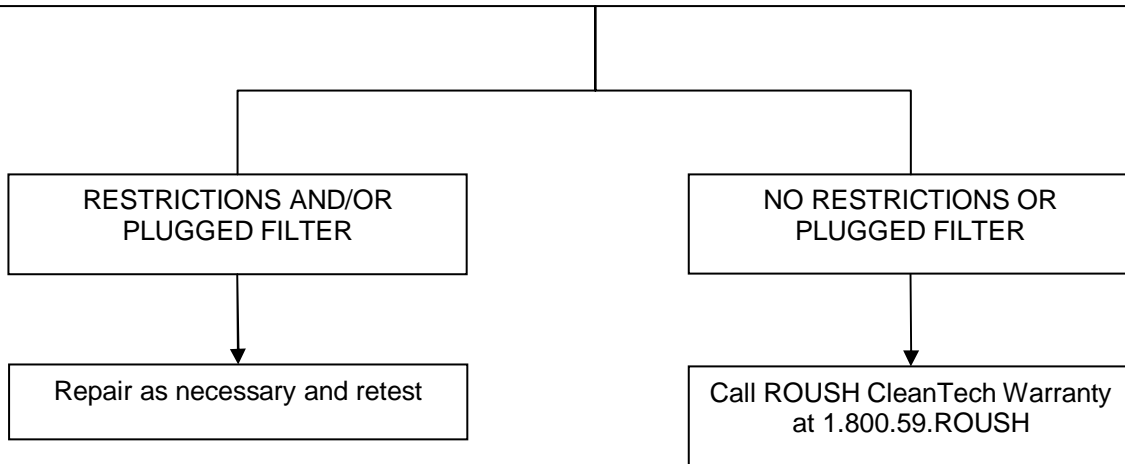 RESTRICTIONS AND/OR
PLUGGED FILTER
NO RESTRICTIONS OR
PLUGGED FILTER
Repair as necessary and retest
Call ROUSH CleanTech Warranty
at 1.800.59.ROUSH